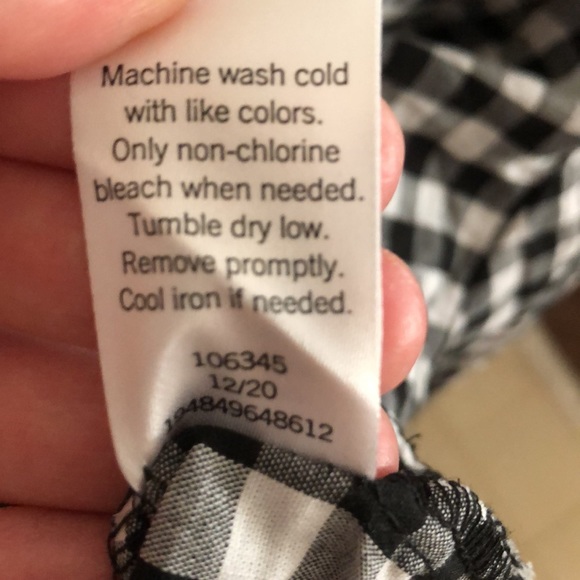 Machine wash cold
with like colors.
Only non-chlorine
bleach when needed.
Tumble dry low.
Remove promptly.
Cool iron if needed.
106345
12/20
194849648612